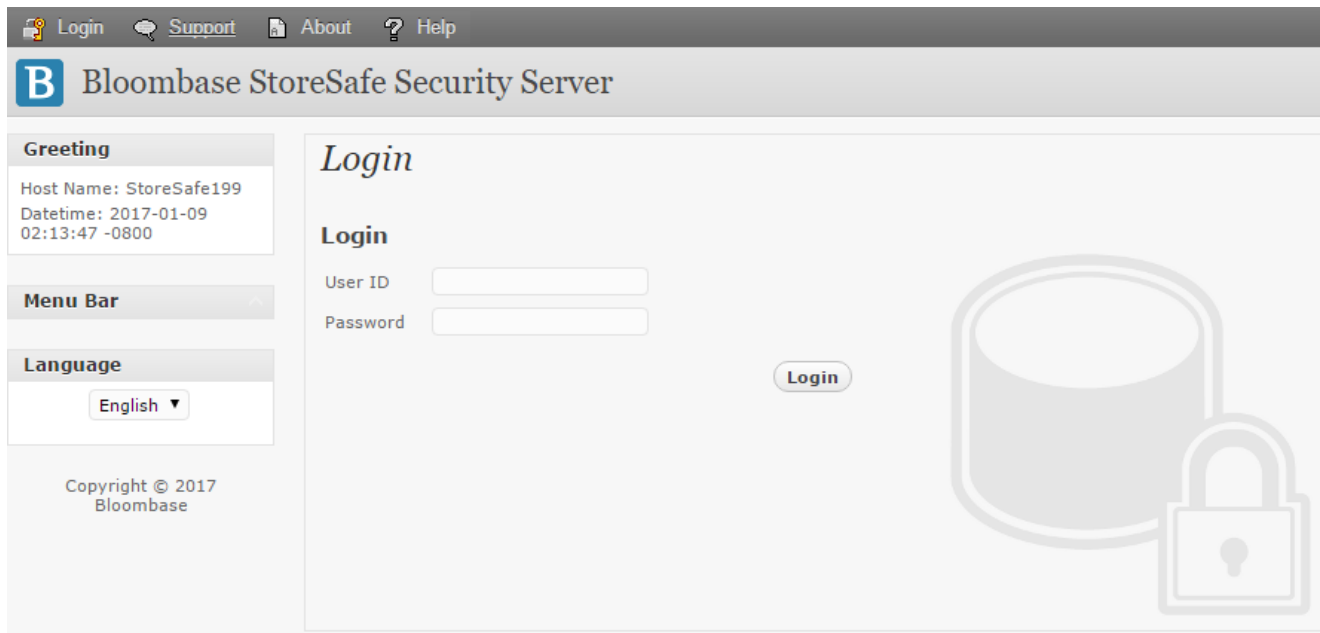 Login Support About Help
B Bloombase StoreSafe Security Server
Greeting
Host Name: StoreSafe199
Datetime: 2017-01-09
02:13:47 -0800
Menu Bar
Language
English
Copyright © 2017
Bloombase
Login
Login
User ID
Password
Login